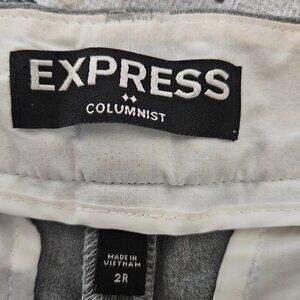 EXPRESS
COLUMNIST
MADE IN
VIETNAM
2R